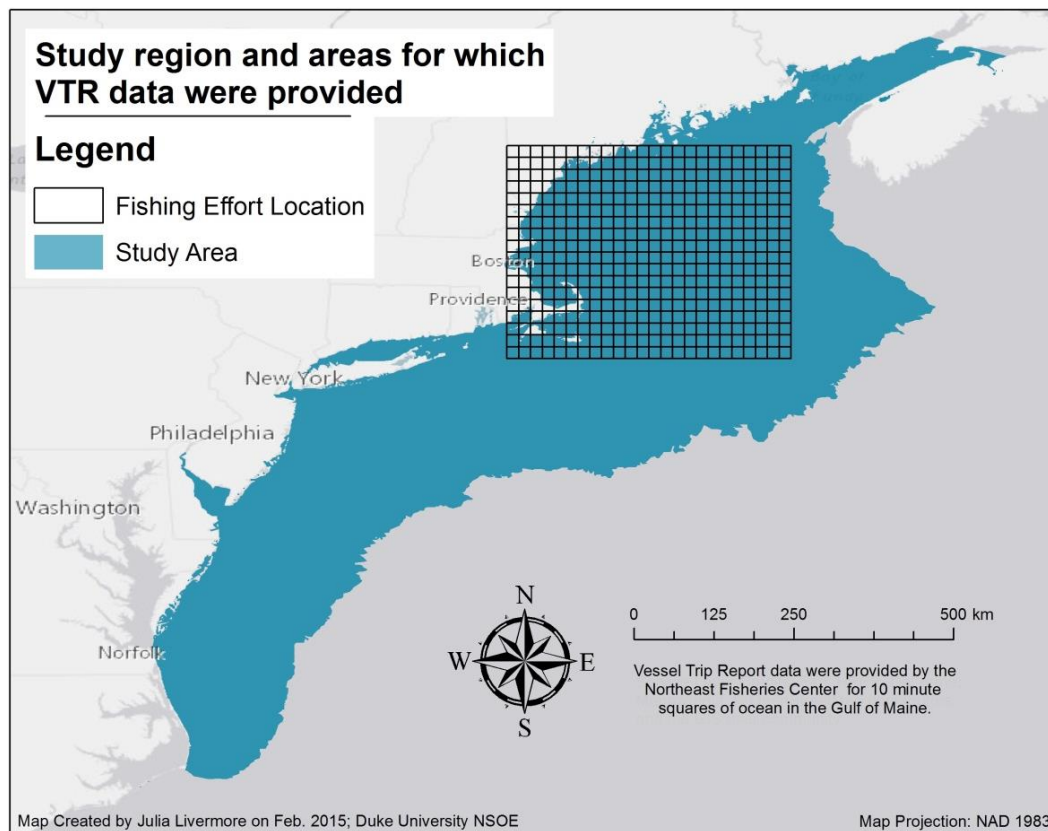 Study region and areas for which
VTR data were provided
Legend
Fishing Effort Location
Study Area
Boston
Providence
New York
Philadelphia
Washington
Norfolk
N
W
E
S
0 125 250 500 km
Vessel Trip Report data were provided by the
Northeast Fisheries Center for 10 minute
squares of ocean in the Gulf of Maine.
Map Created by Julia Livermore on Feb. 2015; Duke University NSOE
Map Projection: NAD 1983